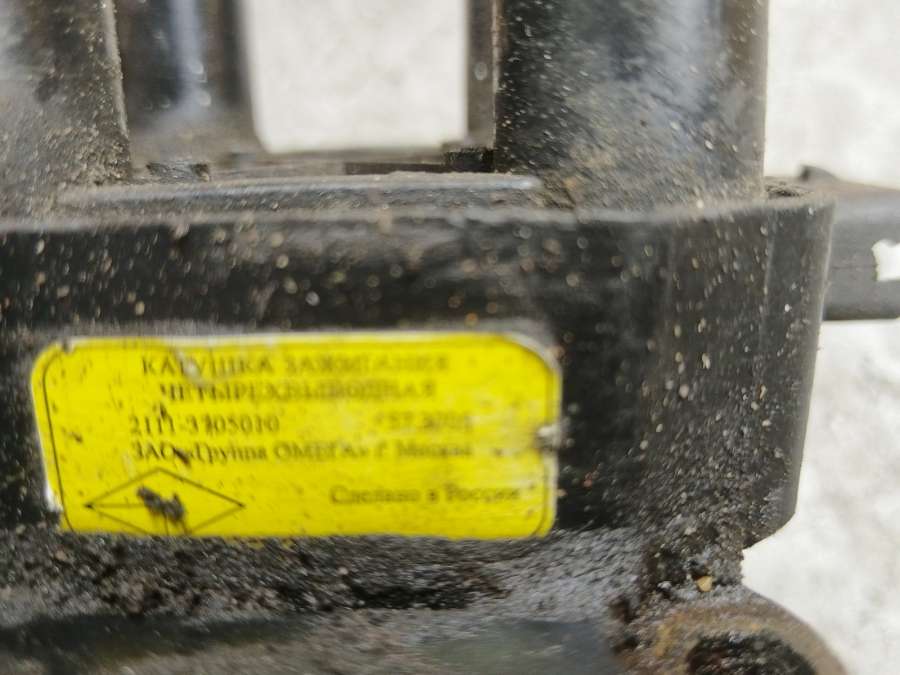 КАТУШКА ЗАЖИГАНИЯ
ЧЕТЫРЕХВЫВОДНАЯ
2111-3705010
ЗАО «Группа ОМЕГА» г. Москва
Сделано в России